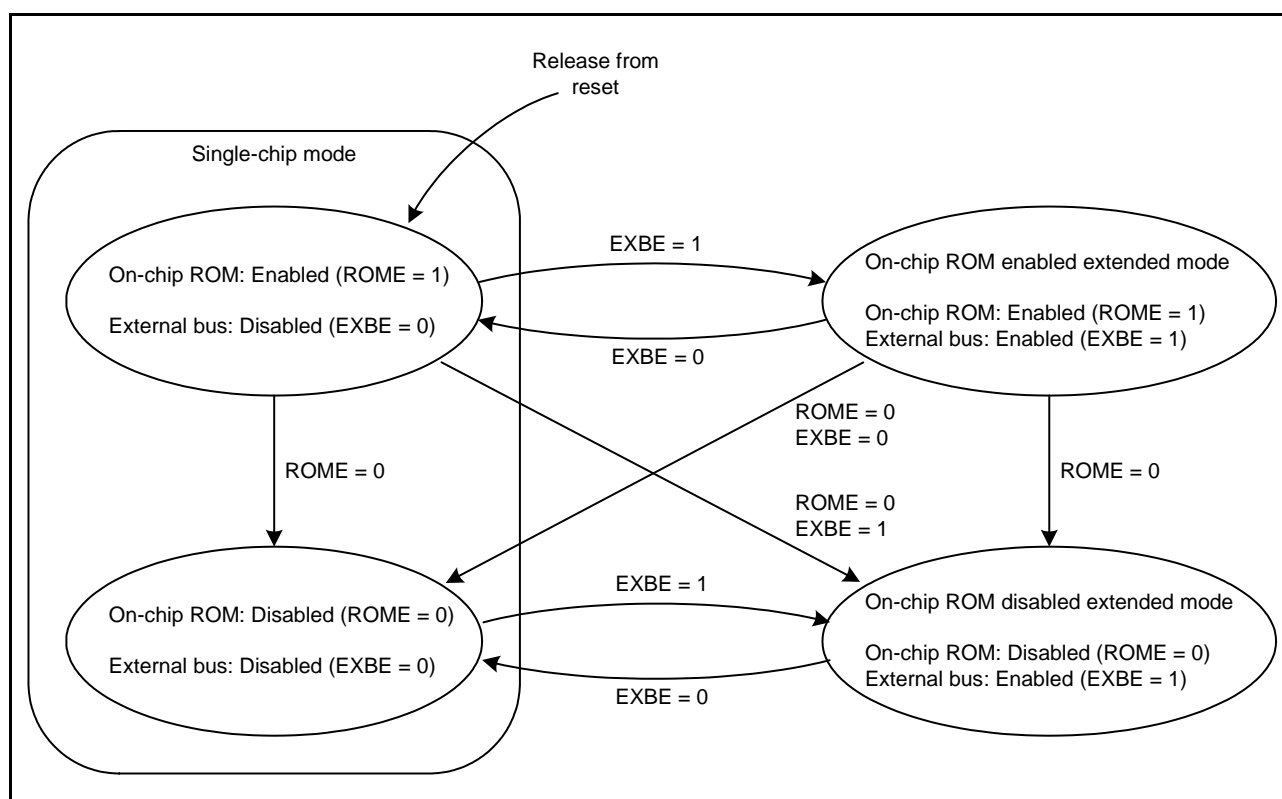 Release from
reset
Single-chip mode
On-chip ROM: Enabled (ROME = 1)
External bus: Disabled (EXBE = 0)
EXBE = 1
EXBE = 0
On-chip ROM enabled extended mode
On-chip ROM: Enabled (ROME = 1)
External bus: Enabled (EXBE = 1)
ROME = 0
EXBE = 0
ROME = 0
ROME = 0
ROME = 0
EXBE = 1
On-chip ROM: Disabled (ROME = 0)
External bus: Disabled (EXBE = 0)
EXBE = 1
EXBE = 0
On-chip ROM disabled extended mode
On-chip ROM: Disabled (ROME = 0)
External bus: Enabled (EXBE = 1)